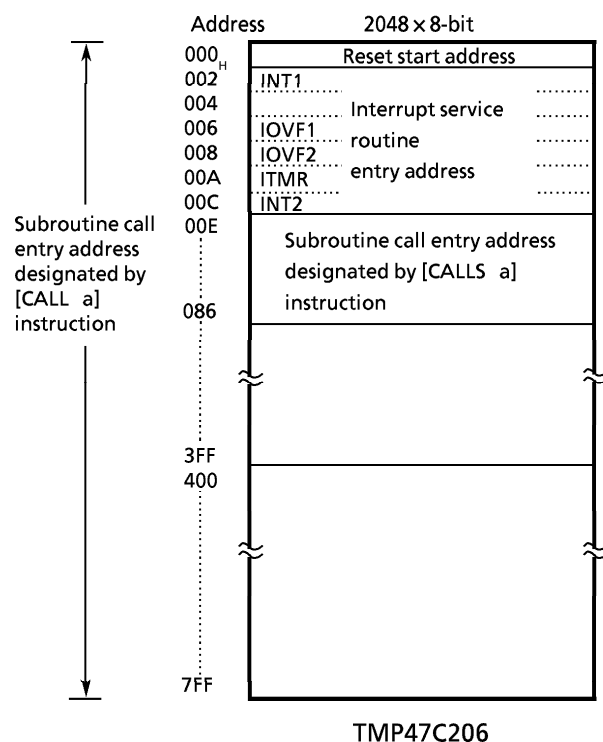 Address 2048 × 8-bit
000H Reset start address
002 INT1
004 Interrupt service
006 IOVF1 routine
008 IOVF2
00A ITMR entry address
00C INT2
00E
Subroutine call
entry address
designated by
[CALL a]
instruction
Subroutine call entry address
designated by [CALLS a]
instruction
086
3FF
400
7FF
TMP47C206